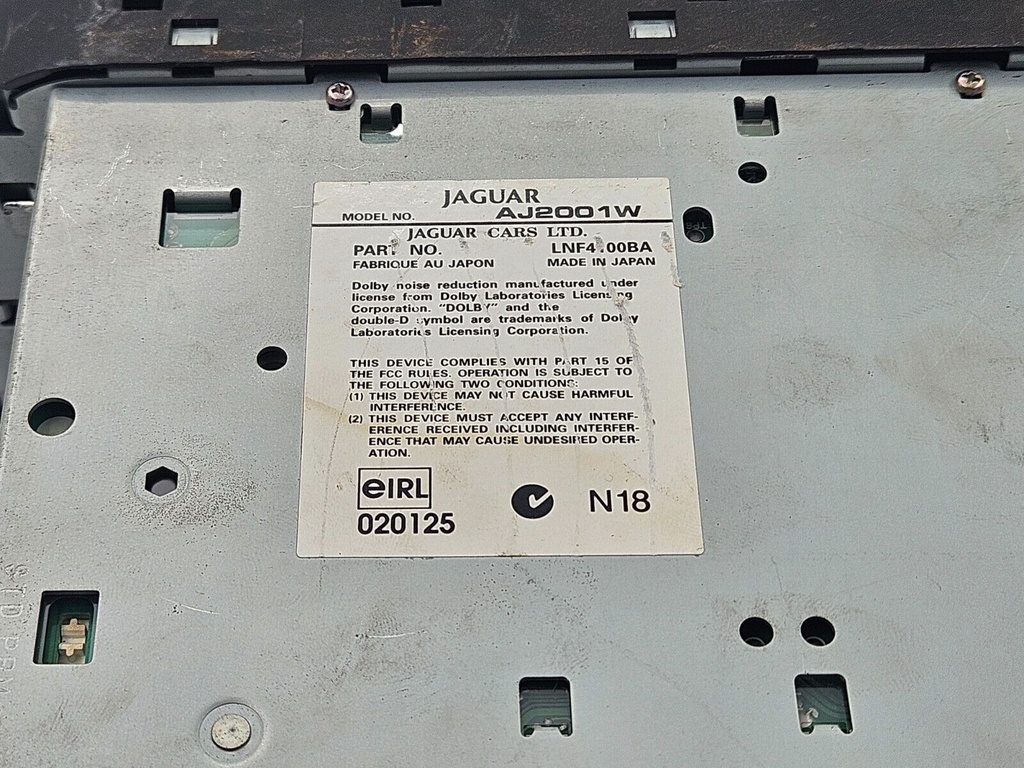 JAGUAR
MODEL NO. AJ2001W
JAGUAR CARS LTD.
PART NO.
FABRIQUE AU JAPON MADE IN JAPAN
Dolby noise reduction manufactured under
license from Dolby Laboratories Licensing
Corporation. "DOLBY" and the
double-D symbol are trademarks of Dolby
Laboratories Licensing Corporation.
THIS DEVICE COMPLIES WITH PART 15 OF
THE FCC RULES. OPERATION IS SUBJECT TO
THE FOLLOWING TWO CONDITIONS:
(1) THIS DEVICE MAY NOT CAUSE HARMFUL
INTERFERENCE.
(2) THIS DEVICE MUST ACCEPT ANY INTERF-
ERENCE RECEIVED INCLUDING INTERFER-
ENCE THAT MAY CAUSE UNDESIRED OPER-
ATION.
eIRL
020125 N18